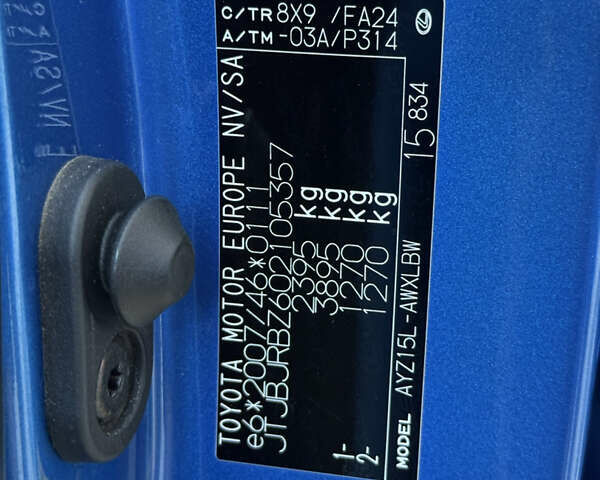 TOYOTA MOTOR EUROPE NV/SA
e6*2007/46*0111
JTJBJRBZ602105357
2395 kg
3895 kg
1- 1270 kg
2- 1270 kg
MODEL AYZ15L-AWXLBW
15 834
C/TR 8X9 /FA24
A/TM -03A/P314